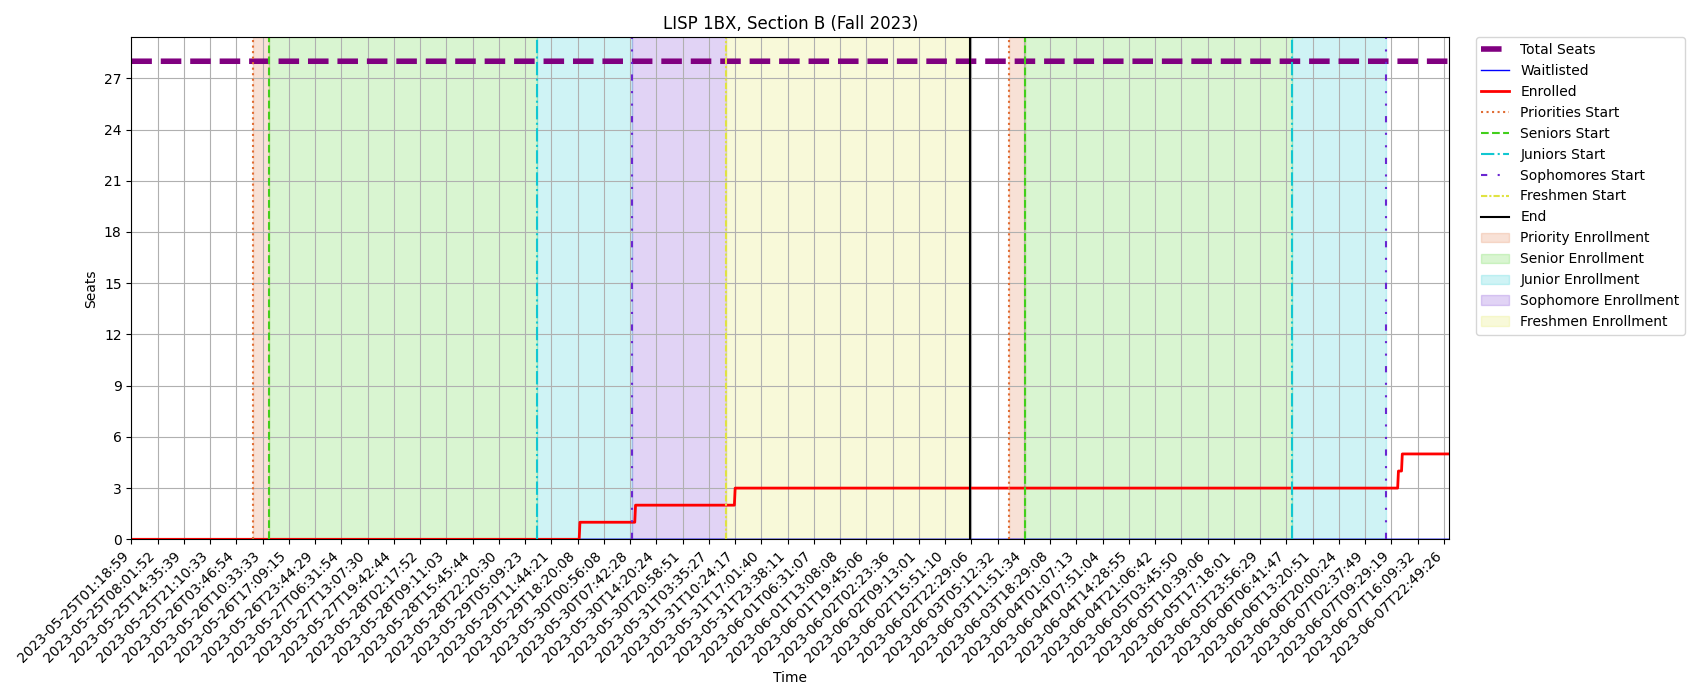 LISP 1BX, Section B (Fall 2023)
Seats
27
24
21
18
15
12
9
6
3
0
2023-05-25T01:18:59
2023-05-25T08:01:52
2023-05-25T14:35:39
2023-05-25T21:10:33
2023-05-26T03:46:54
2023-05-26T10:33:33
2023-05-26T17:09:15
2023-05-26T23:44:29
2023-05-27T06:31:54
2023-05-27T13:07:30
2023-05-27T19:42:44
2023-05-28T02:17:52
2023-05-28T09:11:03
2023-05-28T15:45:44
2023-05-28T22:20:30
2023-05-29T05:09:23
2023-05-29T11:44:21
2023-05-29T18:20:08
2023-05-30T00:56:08
2023-05-30T07:42:28
2023-05-30T14:20:24
2023-05-30T20:58:51
2023-05-31T03:35:27
2023-05-31T10:24:17
2023-05-31T17:01:40
2023-05-31T23:38:11
2023-06-01T06:31:07
2023-06-01T13:08:08
2023-06-01T19:45:06
2023-06-02T02:23:36
2023-06-02T09:13:01
2023-06-02T15:51:10
2023-06-02T22:29:06
2023-06-03T05:12:32
2023-06-03T11:51:34
2023-06-03T18:29:08
2023-06-04T01:07:13
2023-06-04T07:51:04
2023-06-04T14:28:55
2023-06-04T21:06:42
2023-06-05T03:45:50
2023-06-05T10:39:06
2023-06-05T17:18:01
2023-06-05T23:56:29
2023-06-06T06:41:47
2023-06-06T13:20:51
2023-06-06T20:00:24
2023-06-07T02:37:49
2023-06-07T09:29:19
2023-06-07T16:09:32
2023-06-07T22:49:26
Time
Total Seats
Waitlisted
Enrolled
Priorities Start
Seniors Start
Juniors Start
Sophomores Start
Freshmen Start
End
Priority Enrollment
Senior Enrollment
Junior Enrollment
Sophomore Enrollment
Freshmen Enrollment